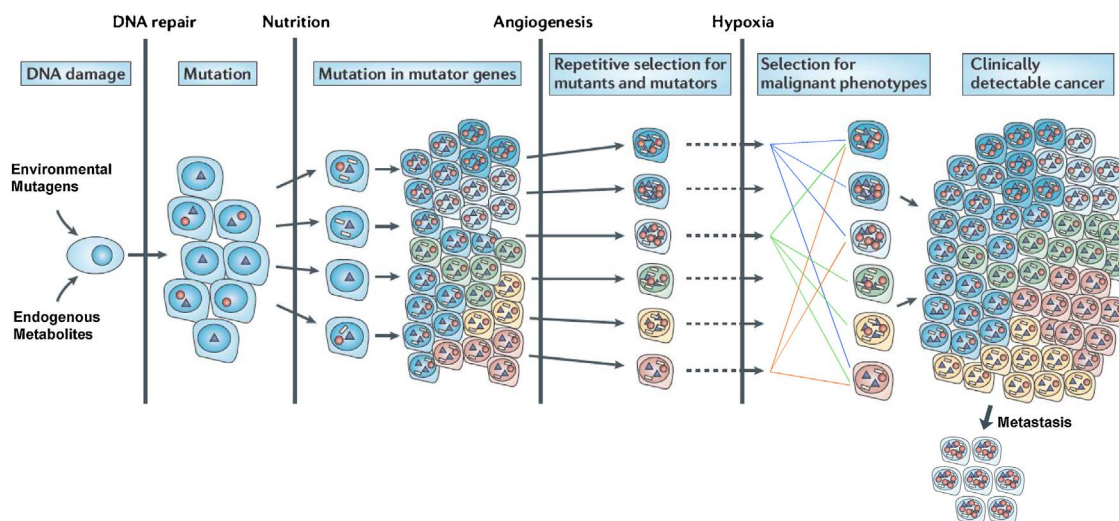 DNA repair
Nutrition
Angiogenesis
Hypoxia
DNA damage
Mutation
Mutation in mutator genes
Repetitive selection for
mutants and mutators
Selection for
malignant phenotypes
Clinically
detectable cancer
Environmental
Mutagens
Endogenous
Metabolites
Metastasis